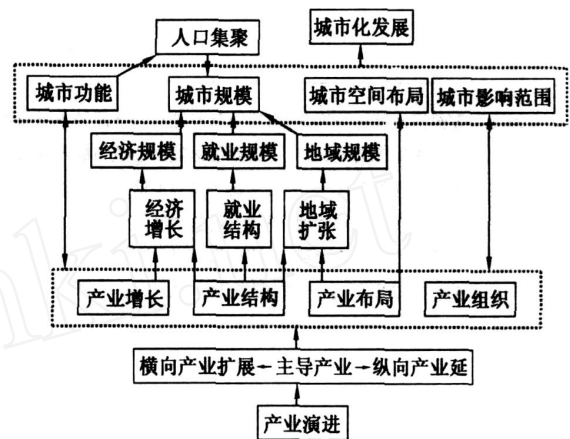 人口集聚
城市化发展
城市功能
城市规模
城市空间布局
城市影响范围
经济规模
就业规模
地域规模
经济
增长
就业
结构
地域
扩张
产业增长
产业结构
产业布局
产业组织
横向产业扩展←主导产业→纵向产业延
产业演进